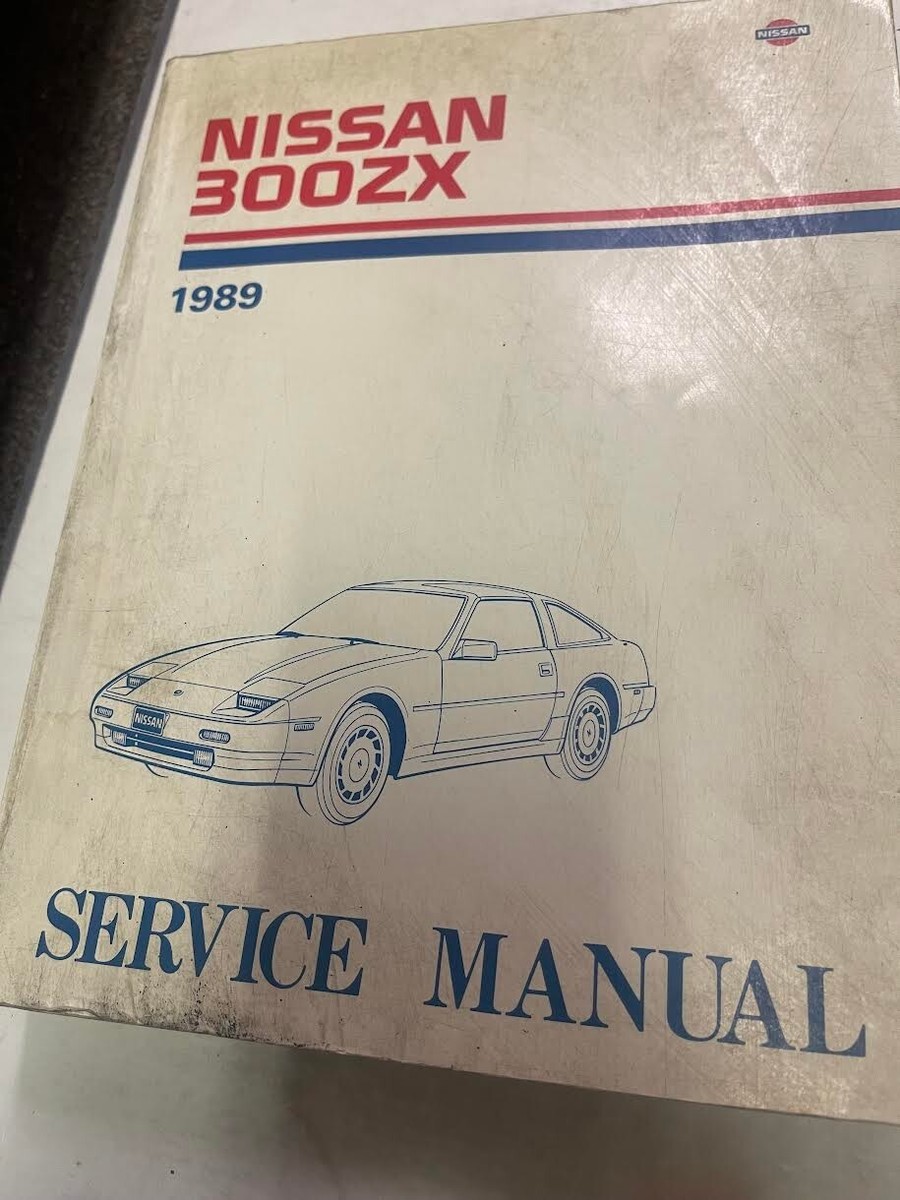 NISSAN
NISSAN
300ZX
1989
NISSAN
SERVICE MANUAL